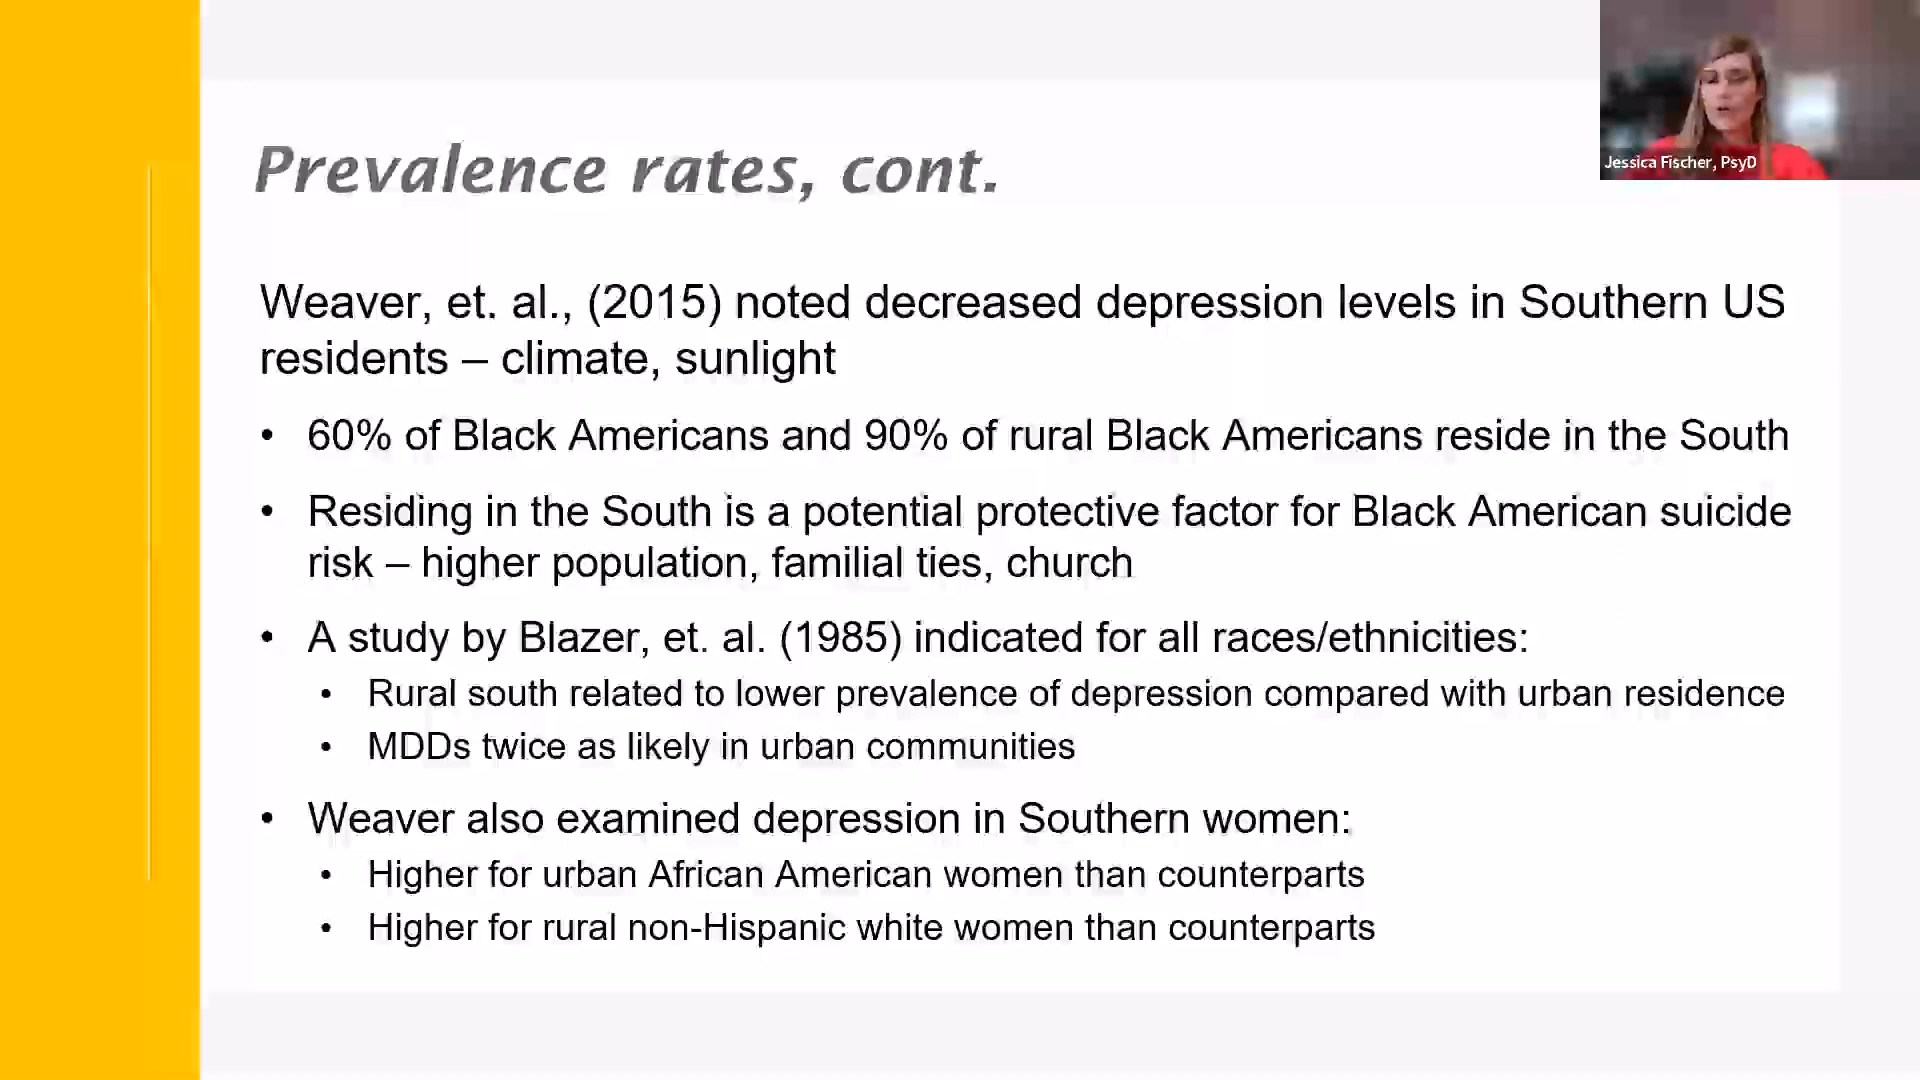 Jessica Fischer, PsyD
Prevalence rates, cont.
Weaver, et. al., (2015) noted decreased depression levels in Southern US
residents – climate, sunlight
• 60% of Black Americans and 90% of rural Black Americans reside in the South
• Residing in the South is a potential protective factor for Black American suicide
risk – higher population, familial ties, church
• A study by Blazer, et. al. (1985) indicated for all races/ethnicities:
• Rural south related to lower prevalence of depression compared with urban residence
• MDDs twice as likely in urban communities
• Weaver also examined depression in Southern women:
• Higher for urban African American women than counterparts
• Higher for rural non-Hispanic white women than counterparts